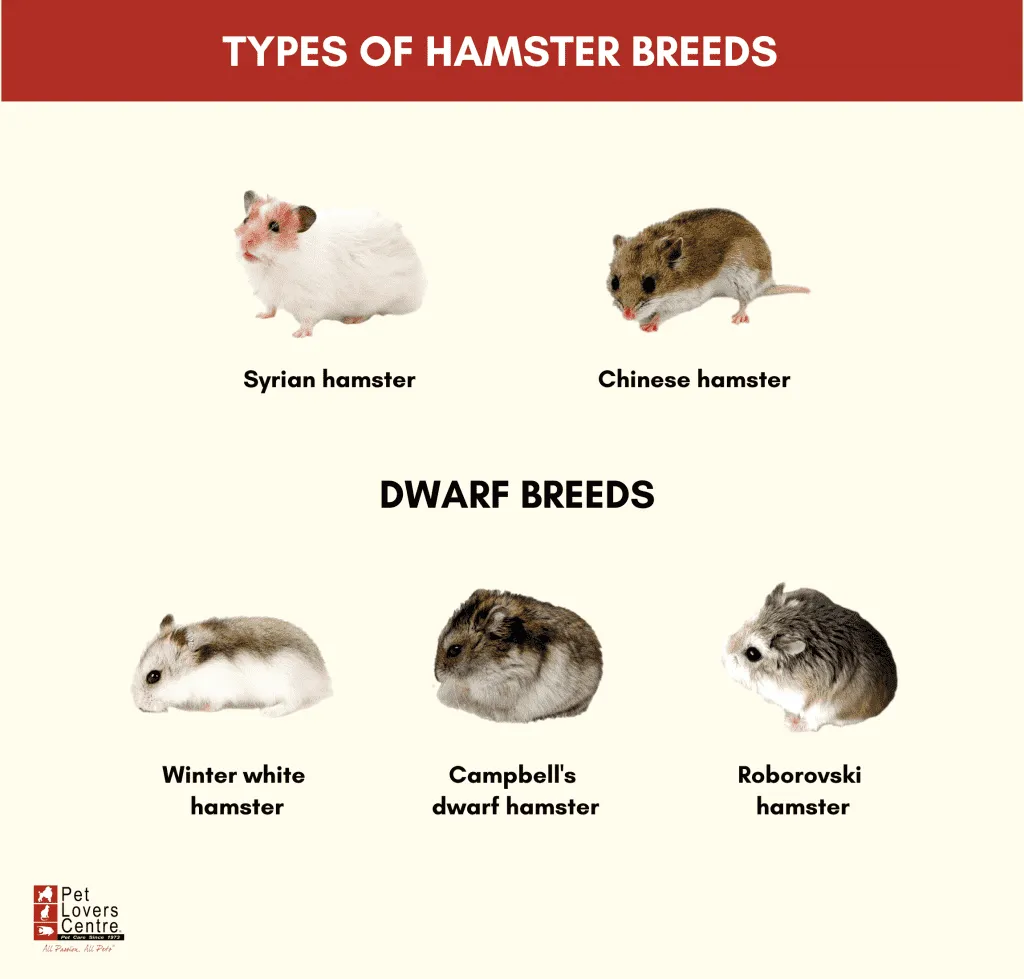 TYPES OF HAMSTER BREEDS
Syrian hamster
Chinese hamster
DWARF BREEDS
Winter white
hamster
Campbell's
dwarf hamster
Roborovski
hamster
Pet
Lovers
Centre
Pet Care Since 1973
All Passion. All Pets™